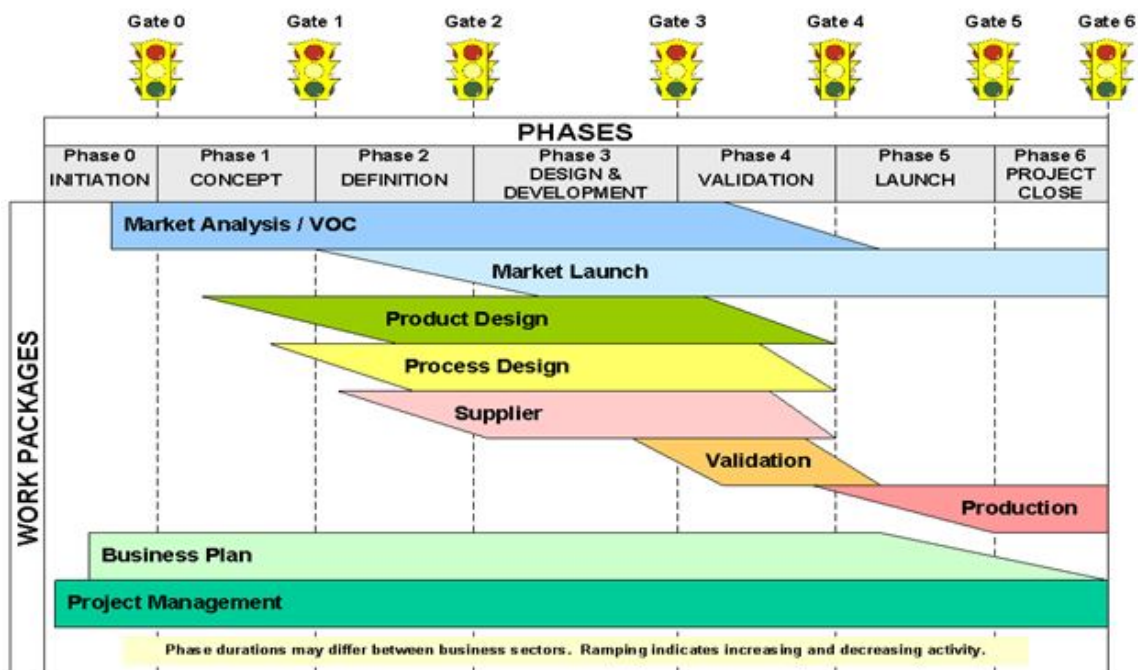 Gate 0 Gate 1 Gate 2 Gate 3 Gate 4 Gate 5 Gate 6
PHASES
Phase 0
INITIATION
Phase 1
CONCEPT
Phase 2
DEFINITION
Phase 3
DESIGN &
DEVELOPMENT
Phase 4
VALIDATION
Phase 5
LAUNCH
Phase 6
PROJECT
CLOSE
WORK PACKAGES
Market Analysis / VOC
Market Launch
Product Design
Process Design
Supplier
Validation
Production
Business Plan
Project Management
Phase durations may differ between business sectors. Ramping indicates increasing and decreasing activity.